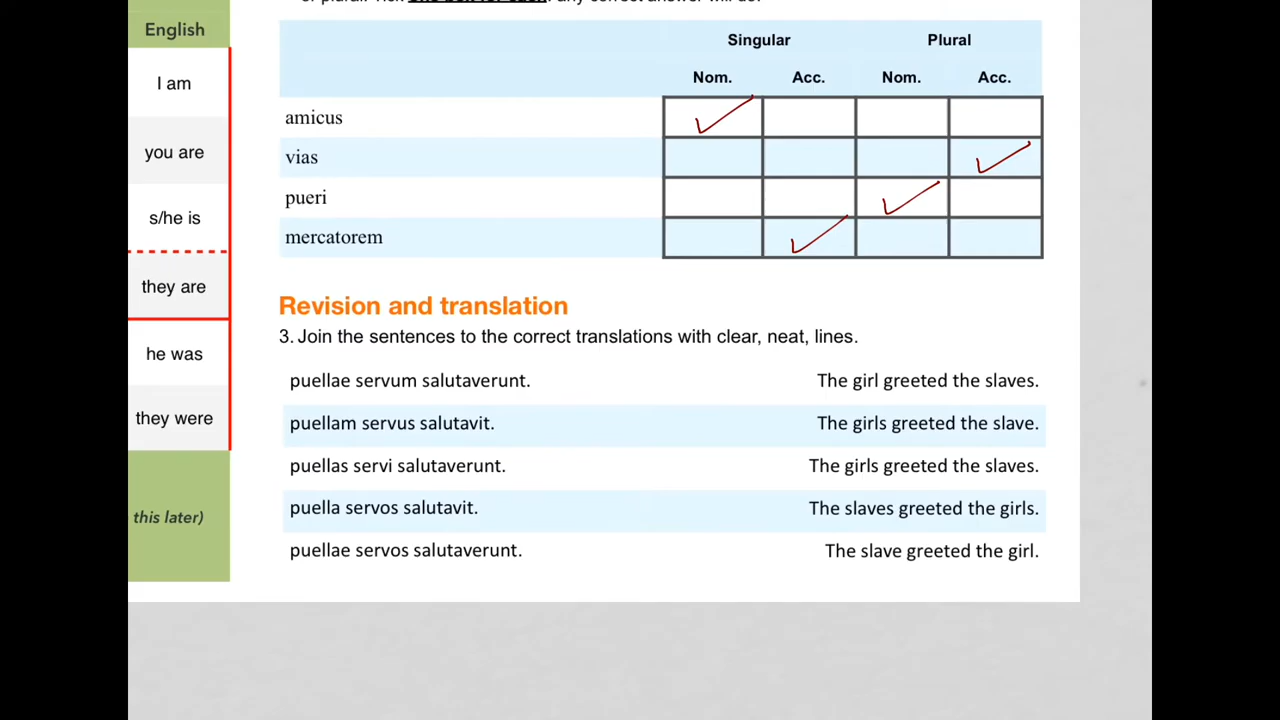 English
I am
you are
s/he is
they are
he was
they were
this later)
Singular Plural
Nom. Acc. Nom. Acc.
amicus
vias
pueri
mercatorem
Revision and translation
3. Join the sentences to the correct translations with clear, neat, lines.
puellae servum salutaverunt. The girl greeted the slaves.
puellam servus salutavit. The girls greeted the slave.
puellas servi salutaverunt. The girls greeted the slaves.
puella servos salutavit. The slaves greeted the girls.
puellae servos salutaverunt. The slave greeted the girl.